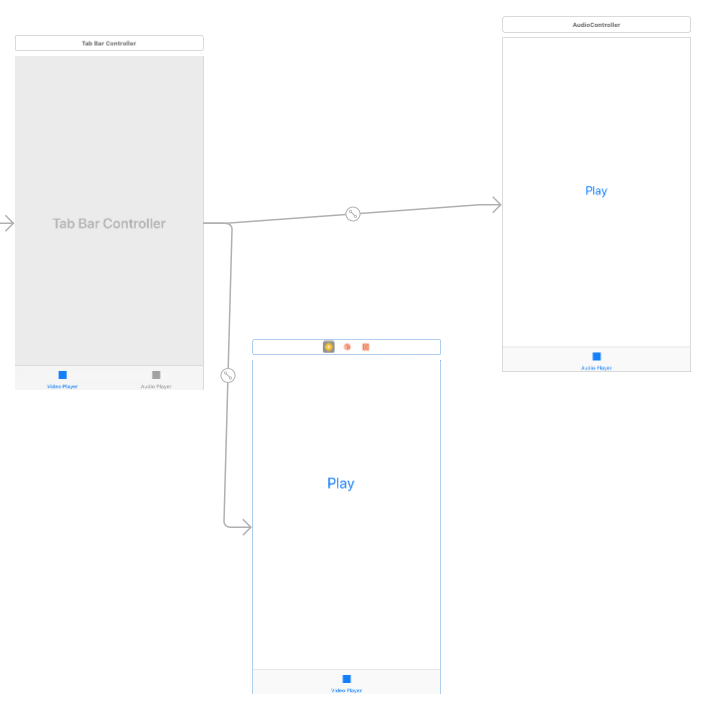 Tab Bar Controller
AudioController
Play
Tab Bar Controller
Audio Player
Video Player
Audio Player
Play
Video Player